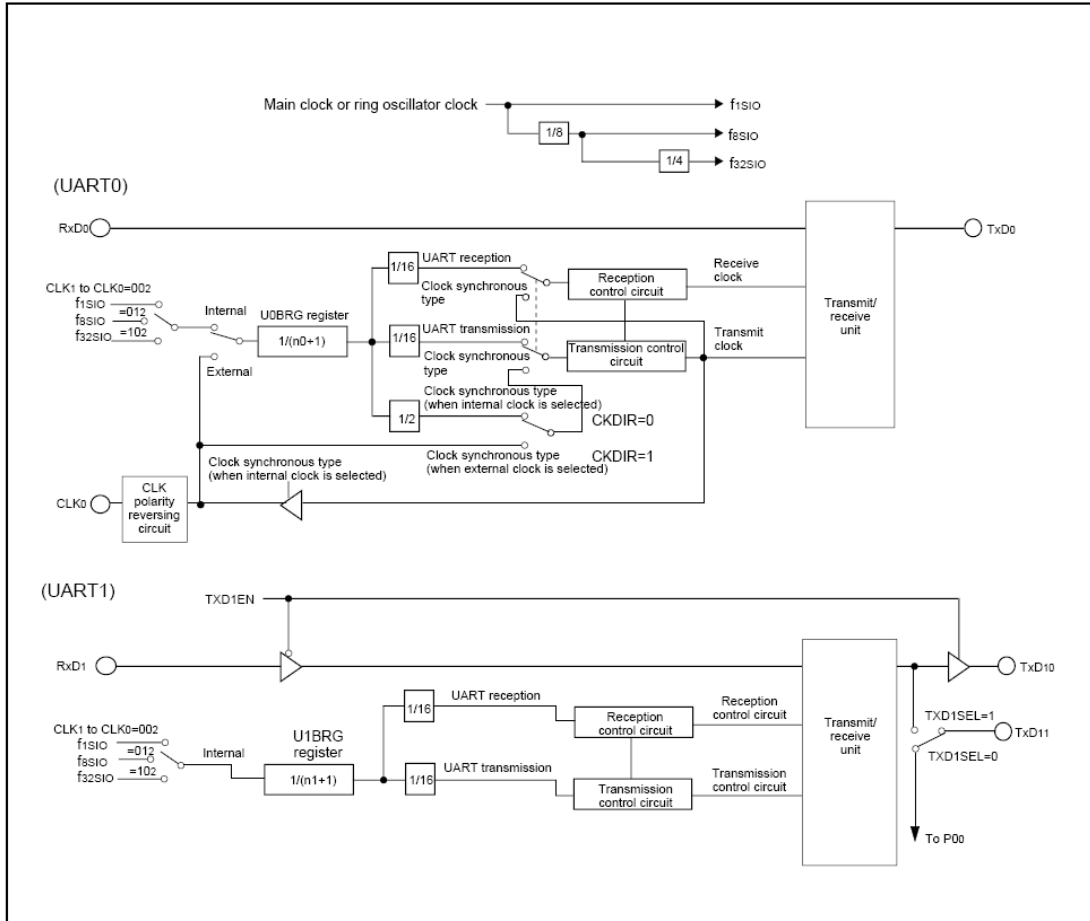 Main clock or ring oscillator clock
f1SIO
1/8
f8SIO
1/4
f32SIO
(UART0)
RxD0
TxD0
1/16
UART reception
Clock synchronous
type
Reception
control circuit
Receive
clock
Transmit/
receive
unit
CLK1 to CLK0=002
f1SIO
=012
f8SIO
=102
f32SIO
Internal
External
U0BRG register
1/(n0+1)
1/16
UART transmission
Clock synchronous
type
Transmission control
circuit
Transmit
clock
Clock synchronous type
(when internal clock is selected)
1/2
CKDIR=0
CKDIR=1
Clock synchronous type
(when external clock is selected)
Clock synchronous type
(when internal clock is selected)
CLK0
CLK
polarity
reversing
circuit
(UART1)
TXD1EN
RxD1
TxD10
1/16
UART reception
Reception
control circuit
Reception
control circuit
Transmit/
receive
unit
TXD1SEL=1
TxD11
TXD1SEL=0
To P00
CLK1 to CLK0=002
f1SIO
=012
f8SIO
=102
f32SIO
Internal
U1BRG
register
1/(n1+1)
1/16
UART transmission
Transmission
control circuit
Transmission
control circuit